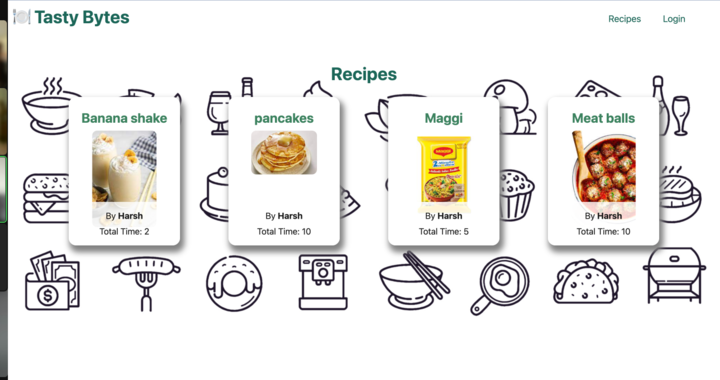 Tasty Bytes
Recipes
Login
Recipes
Banana shake
pancakes
Maggi
Meat balls
MAGGI
By Harsh
By Harsh
By Harsh
By Harsh
Total Time: 2
Total Time: 10
Total Time: 5
Total Time: 10
$